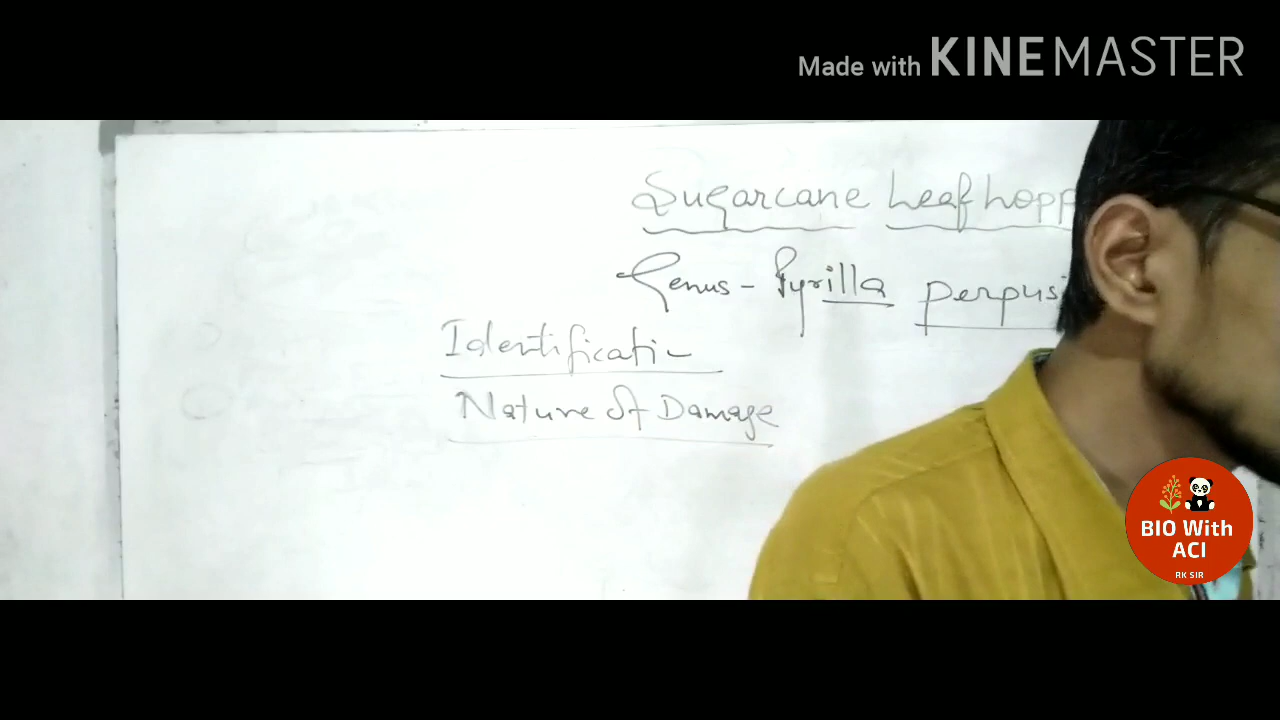 Made with KINEMASTER
Sugarcane Leaf hopp
Genus - Pyrilla perpusi
Identificati-
Nature Of Damage
BIO With
ACI
RK SIR